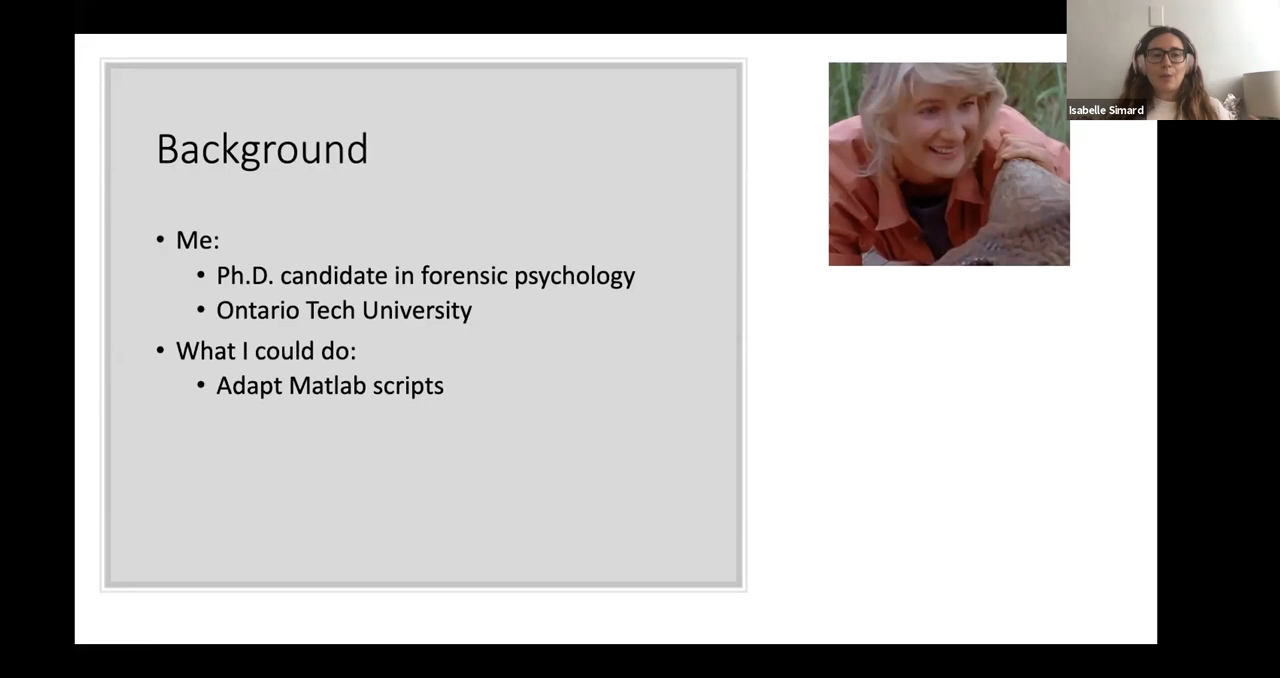 Isabelle Simard
Background
• Me:
• Ph.D. candidate in forensic psychology
• Ontario Tech University
• What I could do:
• Adapt Matlab scripts